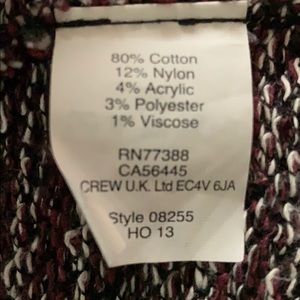 80% Cotton
12% Nylon
4% Acrylic
3% Polyester
1% Viscose
RN77388
CA56445
CREW U.K. Ltd EC4V 6JA
Style 08255
HO 13